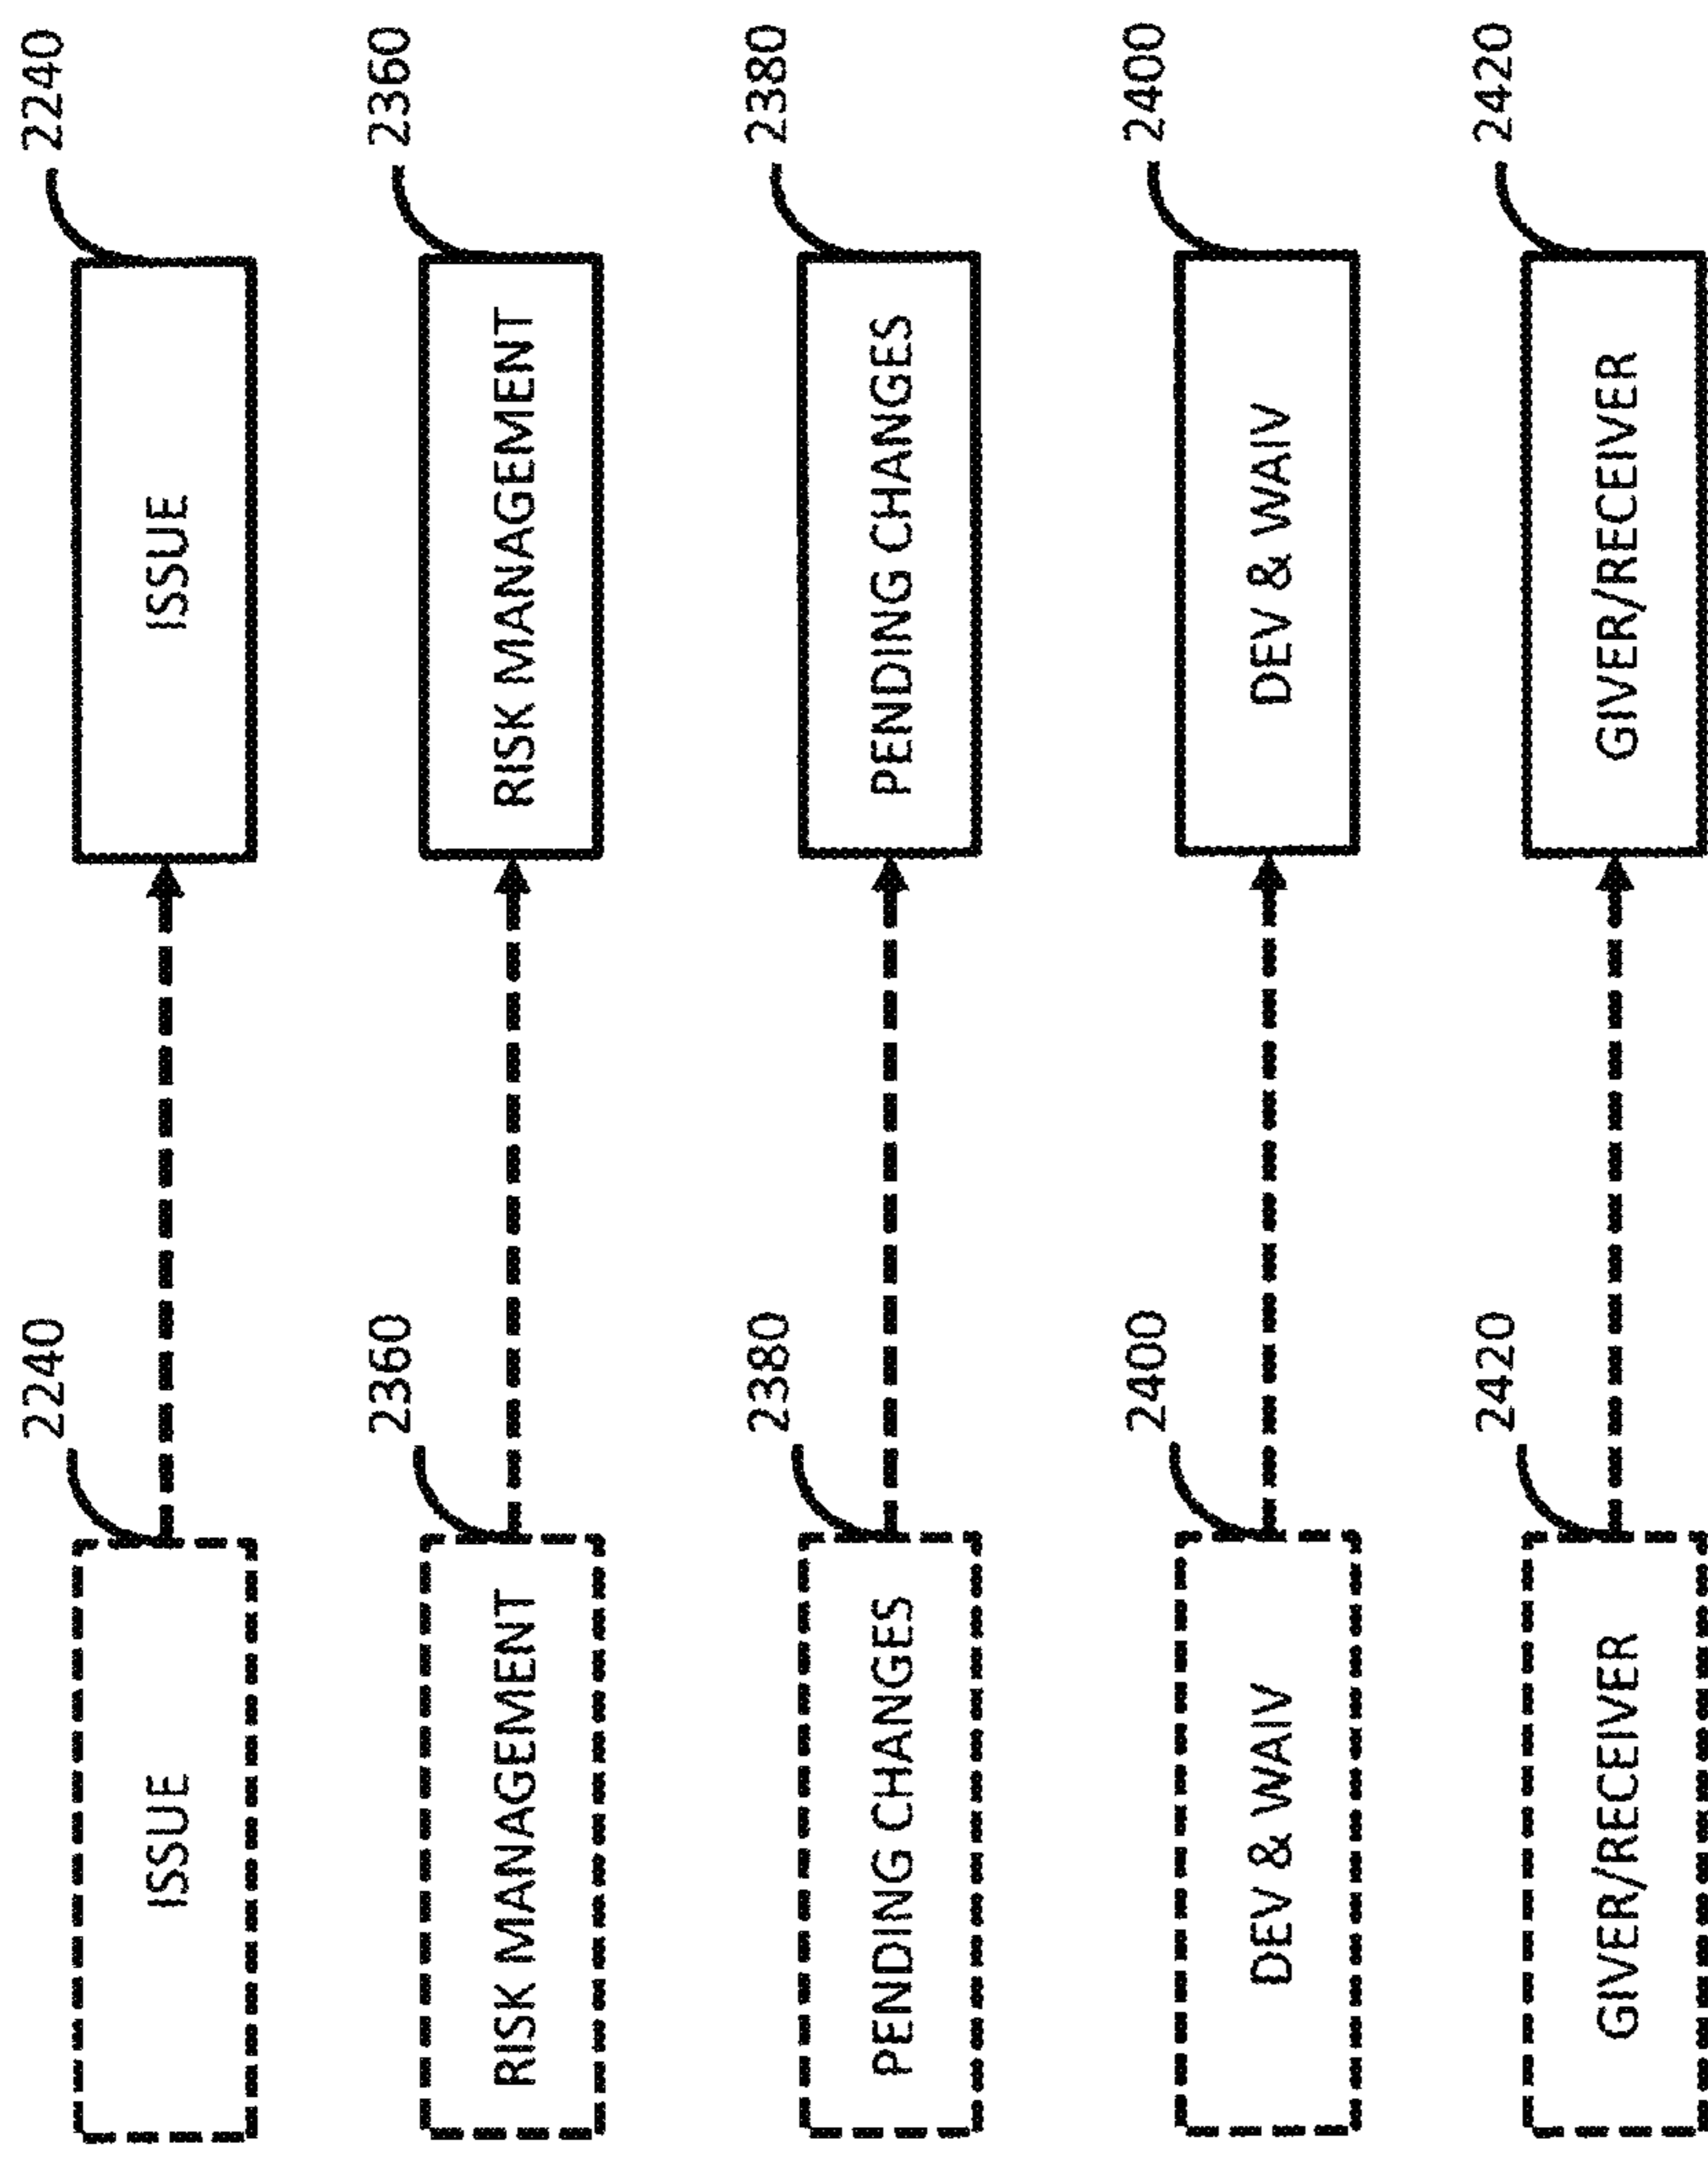 2240
2240
ISSUE
ISSUE
2360
2360
RISK MANAGEMENT
RISK MANAGEMENT
2380
2380
PENDING CHANGES
PENDING CHANGES
2400
2400
DEV & WAIV
DEV & WAIV
2420
2420
GIVER/RECEIVER
GIVER/RECEIVER